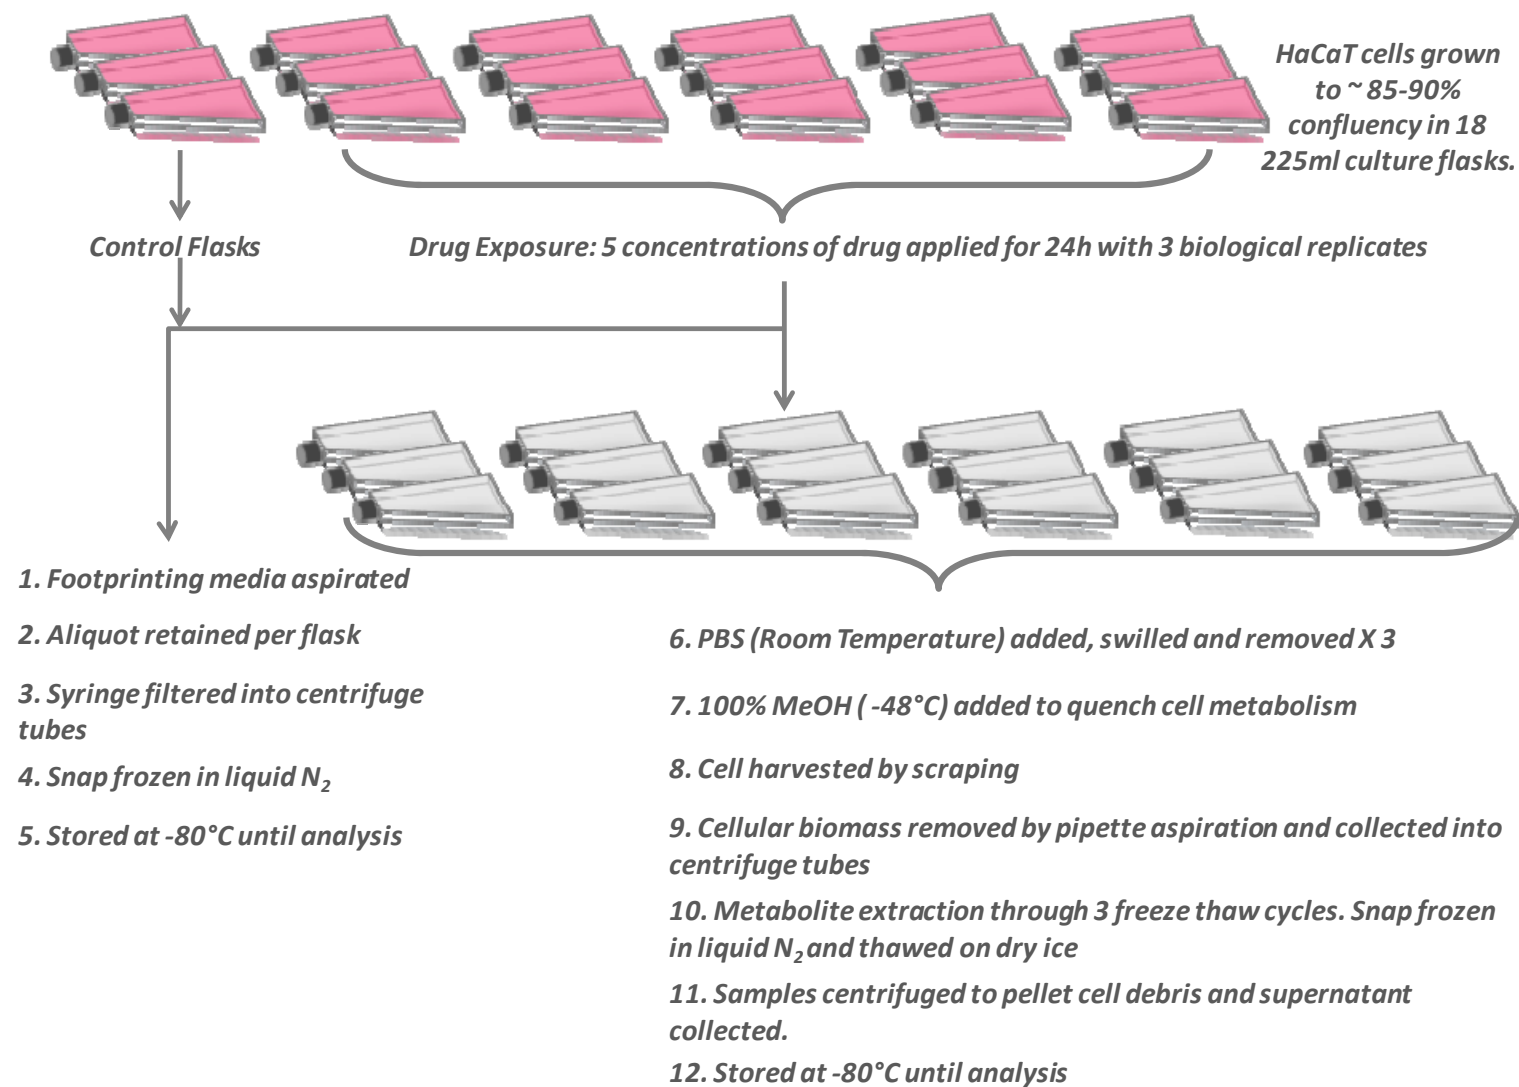 HaCaT cells grown
to ~ 85-90%
confluency in 18
225ml culture flasks.
Control Flasks
Drug Exposure: 5 concentrations of drug applied for 24h with 3 biological replicates
1. Footprinting media aspirated
2. Aliquot retained per flask
3. Syringe filtered into centrifuge
tubes
4. Snap frozen in liquid N₂
5. Stored at -80°C until analysis
6. PBS (Room Temperature) added, swilled and removed X 3
7. 100% MeOH ( -48°C) added to quench cell metabolism
8. Cell harvested by scraping
9. Cellular biomass removed by pipette aspiration and collected into
centrifuge tubes
10. Metabolite extraction through 3 freeze thaw cycles. Snap frozen
in liquid N₂ and thawed on dry ice
11. Samples centrifuged to pellet cell debris and supernatant
collected.
12. Stored at -80°C until analysis